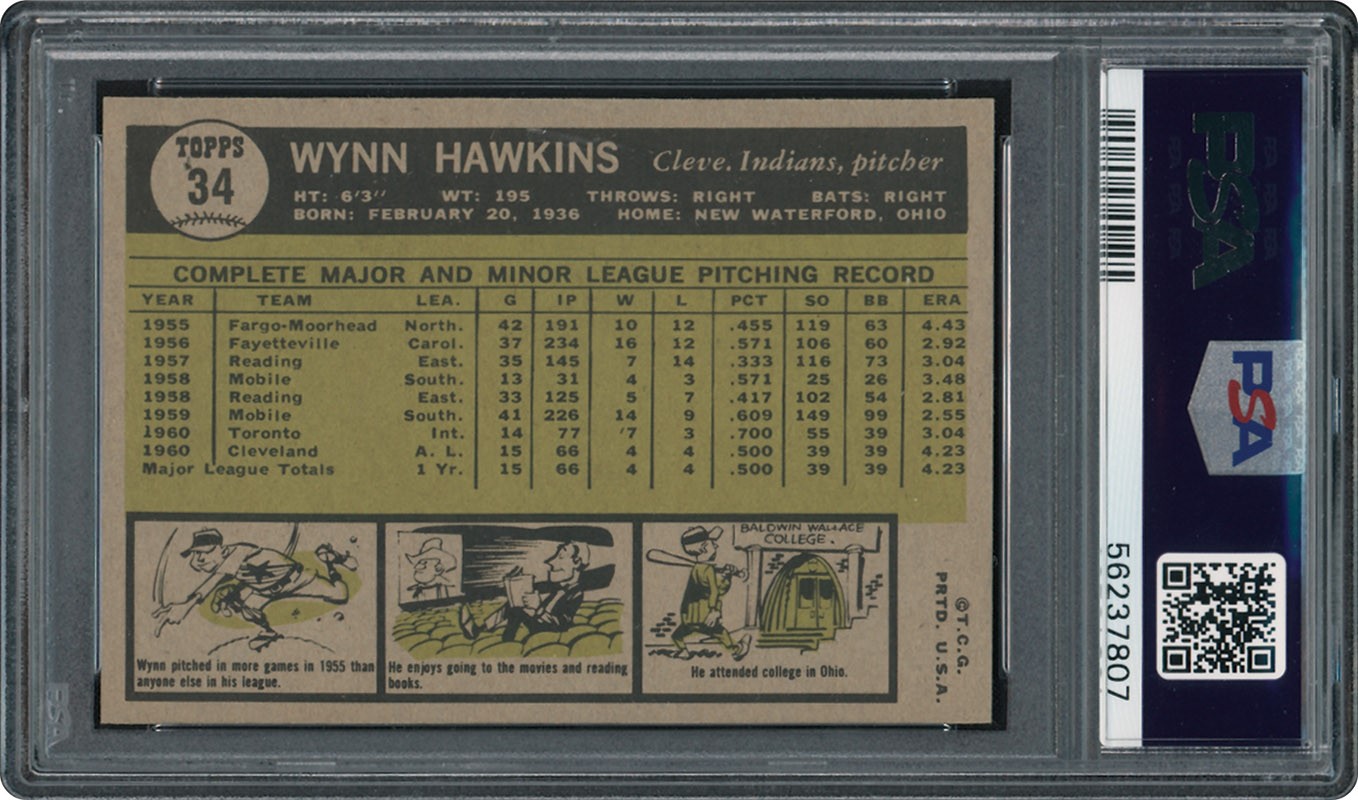 TOPPS
34
WYNN HAWKINS Cleve. Indians, pitcher
HT: 6'3" WT: 195 THROWS: RIGHT BATS: RIGHT
BORN: FEBRUARY 20, 1936 HOME: NEW WATERFORD, OHIO
COMPLETE MAJOR AND MINOR LEAGUE PITCHING RECORD
YEAR TEAM LEA. G IP W L PCT SO BB ERA
1955 Fargo-Moorhead North. 42 191 10 12 .455 119 63 4.43
1956 Fayetteville Carol. 37 234 16 12 .571 106 60 2.92
1957 Reading East. 35 145 7 14 .333 116 73 3.04
1958 Mobile South. 13 31 4 3 .571 25 26 3.48
1958 Reading East. 33 125 5 7 .417 102 54 2.81
1959 Mobile South. 41 226 14 9 .609 149 99 2.55
1960 Toronto Int. 14 77 7 3 .700 55 39 3.04
1960 Cleveland A. L. 15 66 4 4 .500 39 39 4.23
Major League Totals 1 Yr. 15 66 4 4 .500 39 39 4.23
Wynn pitched in more games in 1955 than
anyone else in his league.
He enjoys going to the movies and reading
books.
BALDWIN WALLACE
COLLEGE.
He attended college in Ohio.
©T.C.G.
PRTD. U.S.A.
PSA
PSA
56237807